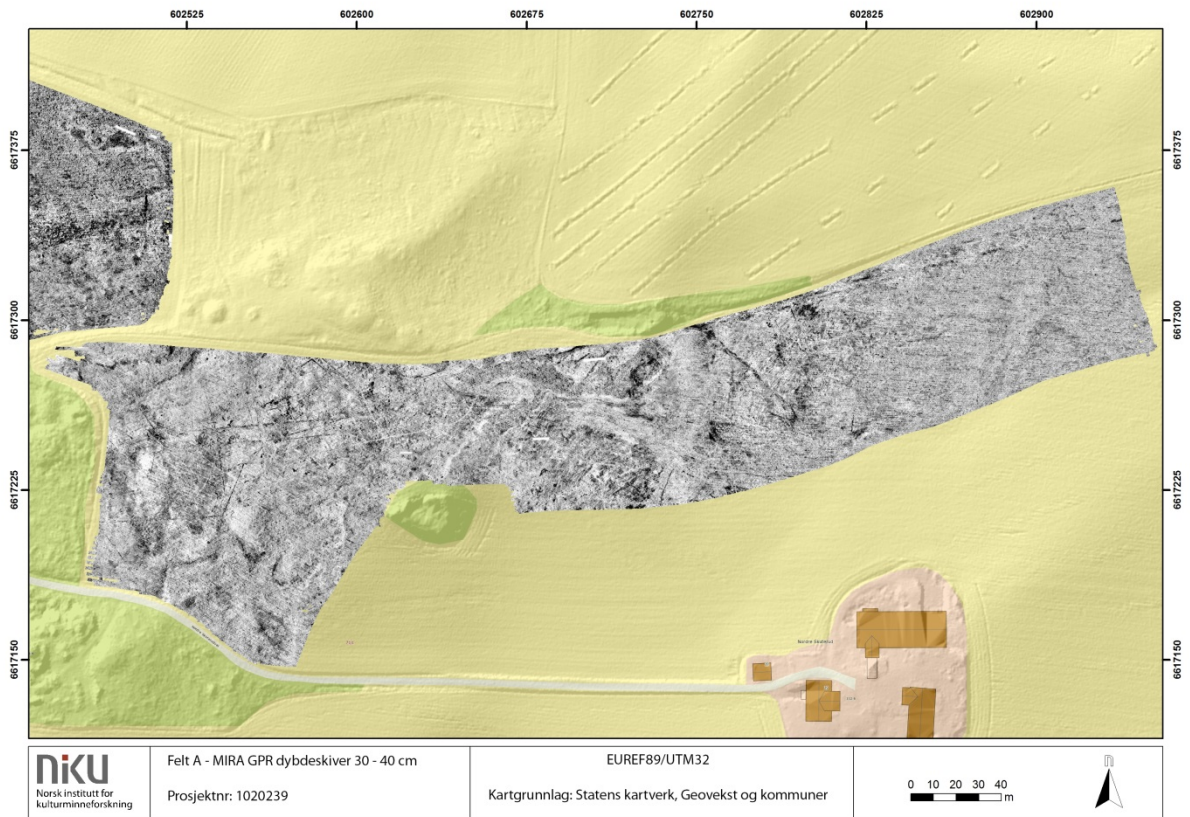 602525 602600 602675 602750 602825 602900
6617375 6617375
6617300 6617300
6617225 6617225
6617150 6617150
niku
Norsk institutt for
kulturminneforskning
Felt A - MIRA GPR dybdeskiver 30 - 40 cm
Prosjektnr: 1020239
EUREF89/UTM32
Kartgrunnlag: Statens kartverk, Geovekst og kommuner
0 10 20 30 40
m
n